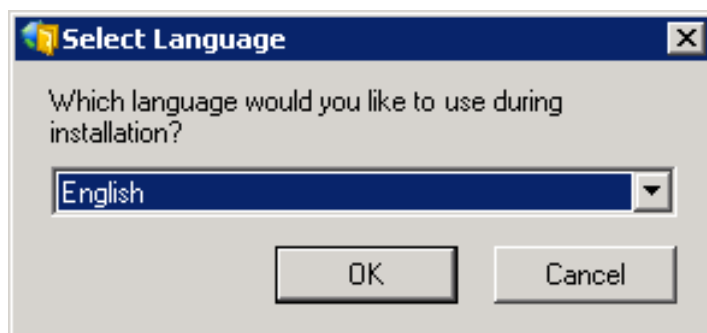 Select Language
Which language would you like to use during
installation?
English
OK
Cancel